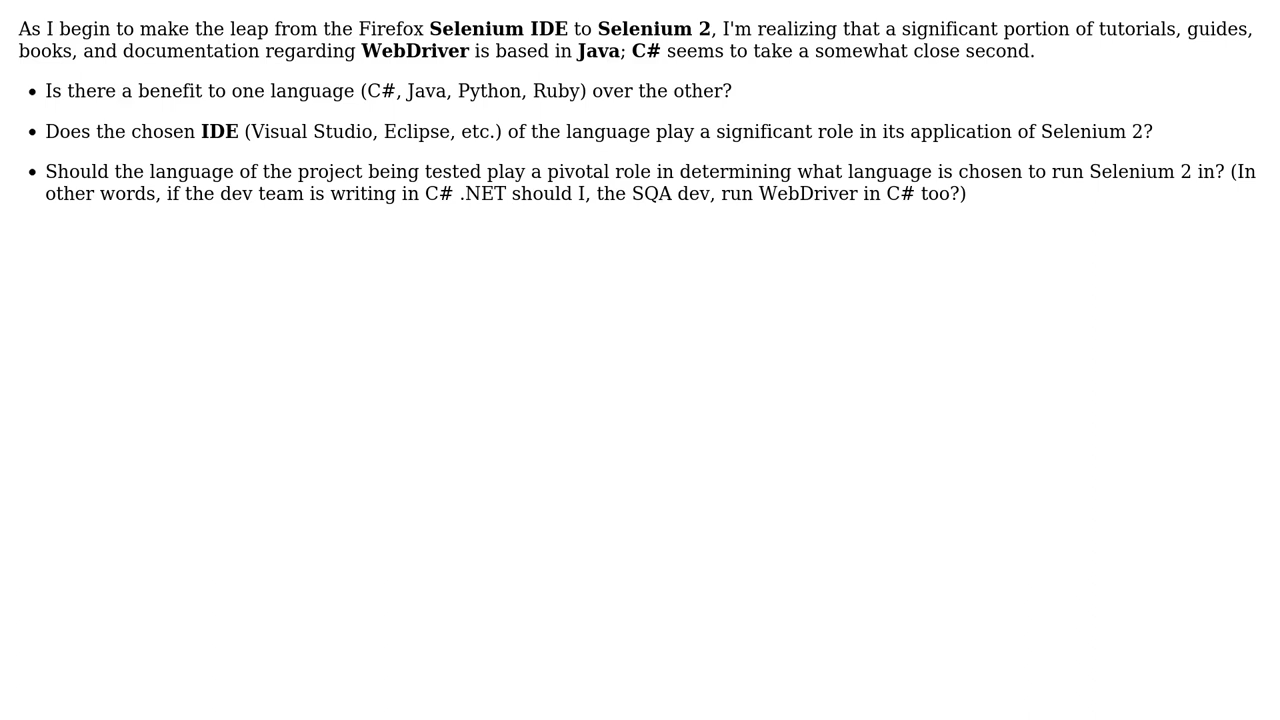 As I begin to make the leap from the Firefox Selenium IDE to Selenium 2, I'm realizing that a significant portion of tutorials, guides,
books, and documentation regarding WebDriver is based in Java; C# seems to take a somewhat close second.
• Is there a benefit to one language (C#, Java, Python, Ruby) over the other?
• Does the chosen IDE (Visual Studio, Eclipse, etc.) of the language play a significant role in its application of Selenium 2?
• Should the language of the project being tested play a pivotal role in determining what language is chosen to run Selenium 2 in? (In
other words, if the dev team is writing in C# .NET should I, the SQA dev, run WebDriver in C# too?)